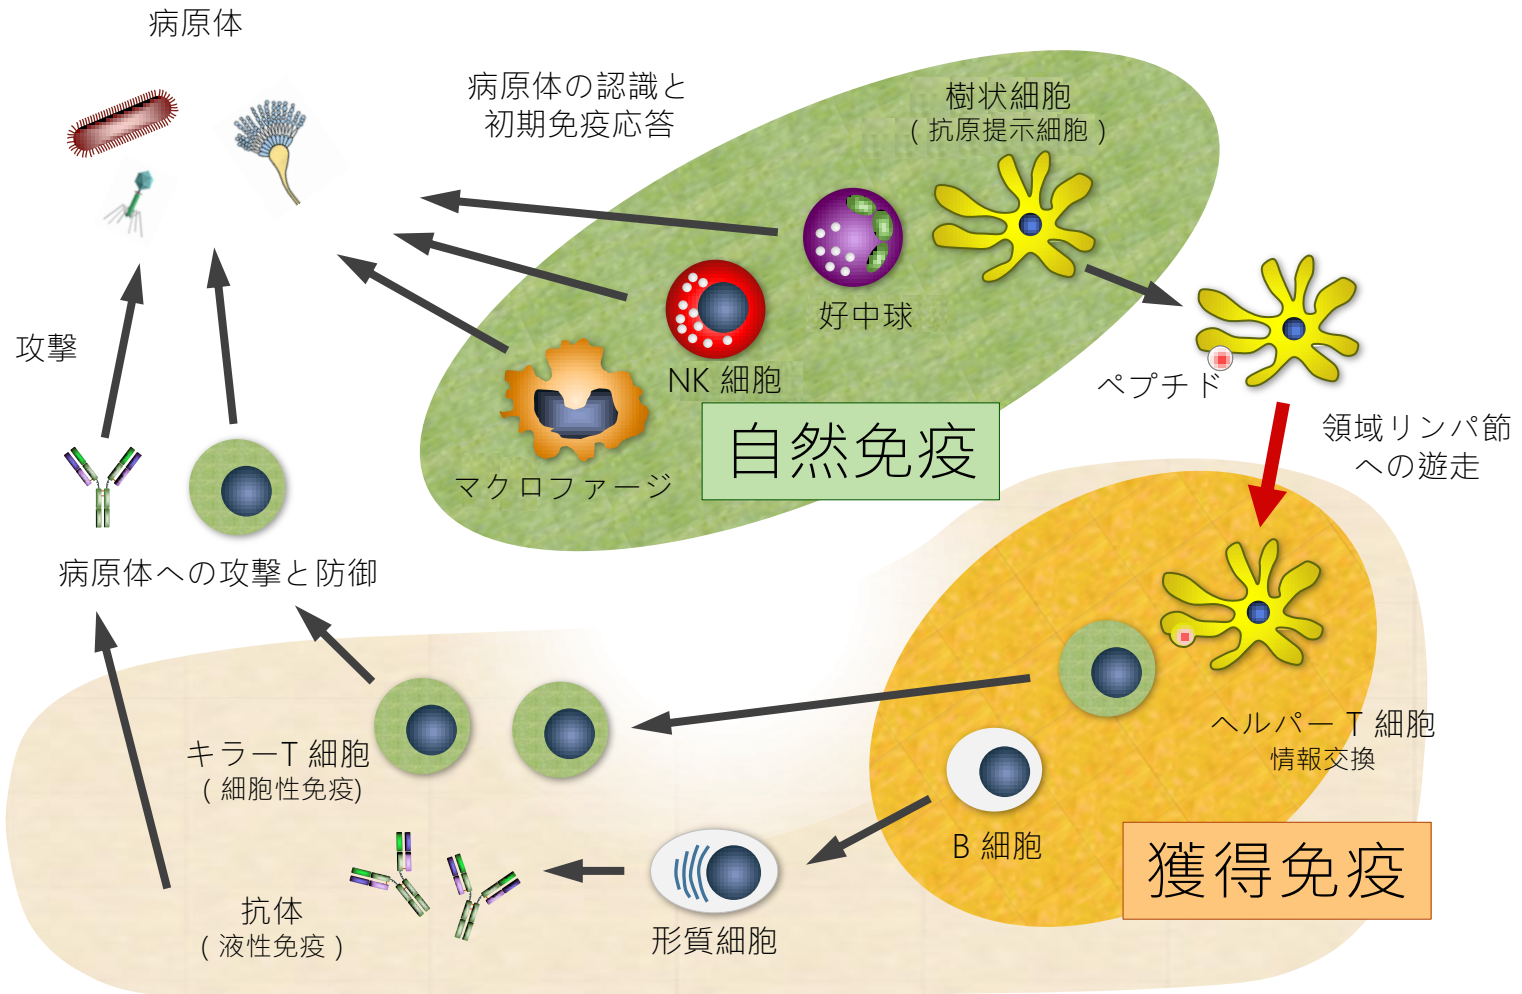 病原体
病原体の認識と
初期免疫応答
樹状細胞
( 抗原提示細胞 )
好中球
NK 細胞
マクロファージ
自然免疫
ペプチド
領域リンパ節
への遊走
攻撃
病原体への攻撃と防御
ヘルパー T 細胞
情報交換
キラーT 細胞
( 細胞性免疫)
B 細胞
獲得免疫
形質細胞
抗体
( 液性免疫 )